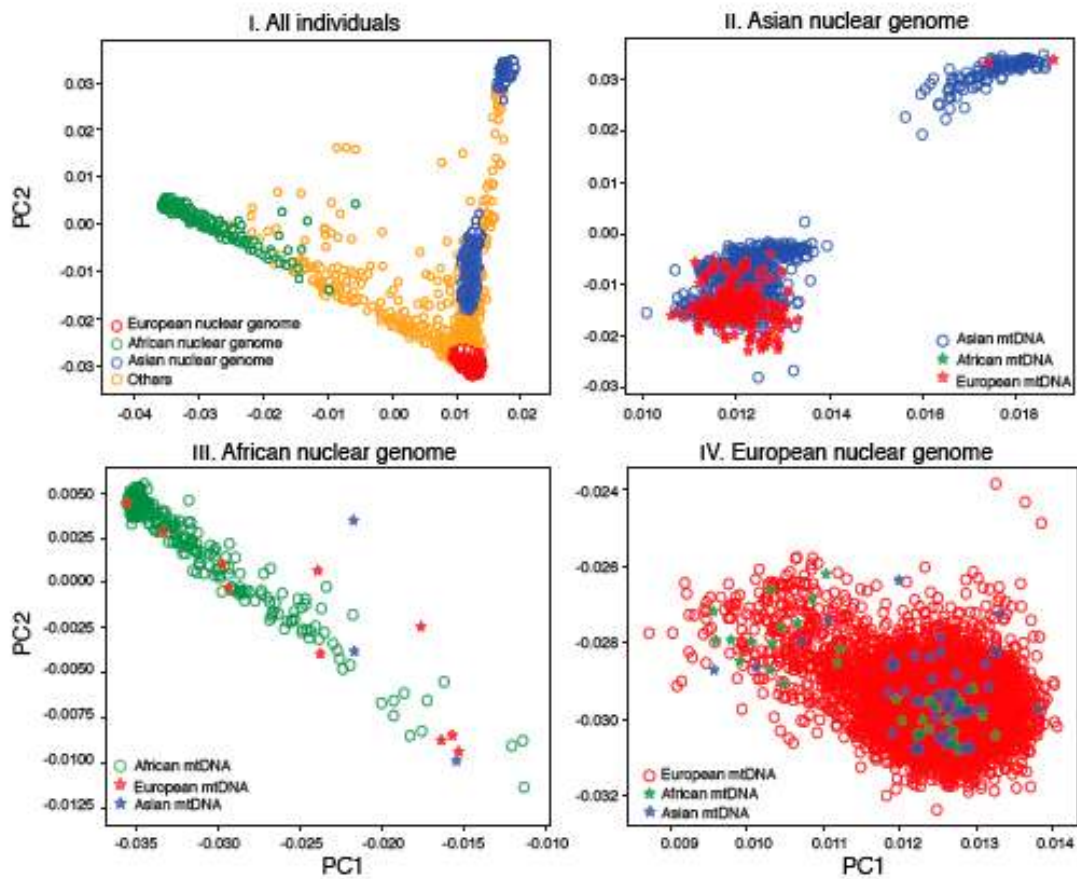 I. All individuals
0.03
0.02
0.01
0.00
-0.01
-0.02
-0.03
PC2
European nuclear genome
African nuclear genome
Asian nuclear genome
Others
-0.04
-0.03
-0.02
-0.01
0.00
0.01
0.02
II. Asian nuclear genome
0.03
0.02
0.01
0.00
-0.01
-0.02
-0.03
Asian mtDNA
African mtDNA
European mtDNA
0.010
0.012
0.014
0.016
0.018
III. African nuclear genome
0.0050
0.0025
0.0000
-0.0025
-0.0050
-0.0075
-0.0100
-0.0125
PC2
African mtDNA
European mtDNA
Asian mtDNA
-0.035
-0.030
-0.025
-0.020
-0.015
-0.010
PC1
IV. European nuclear genome
-0.024
-0.026
-0.028
-0.030
-0.032
European mtDNA
African mtDNA
Asian mtDNA
0.009
0.010
0.011
0.012
0.013
0.014
PC1